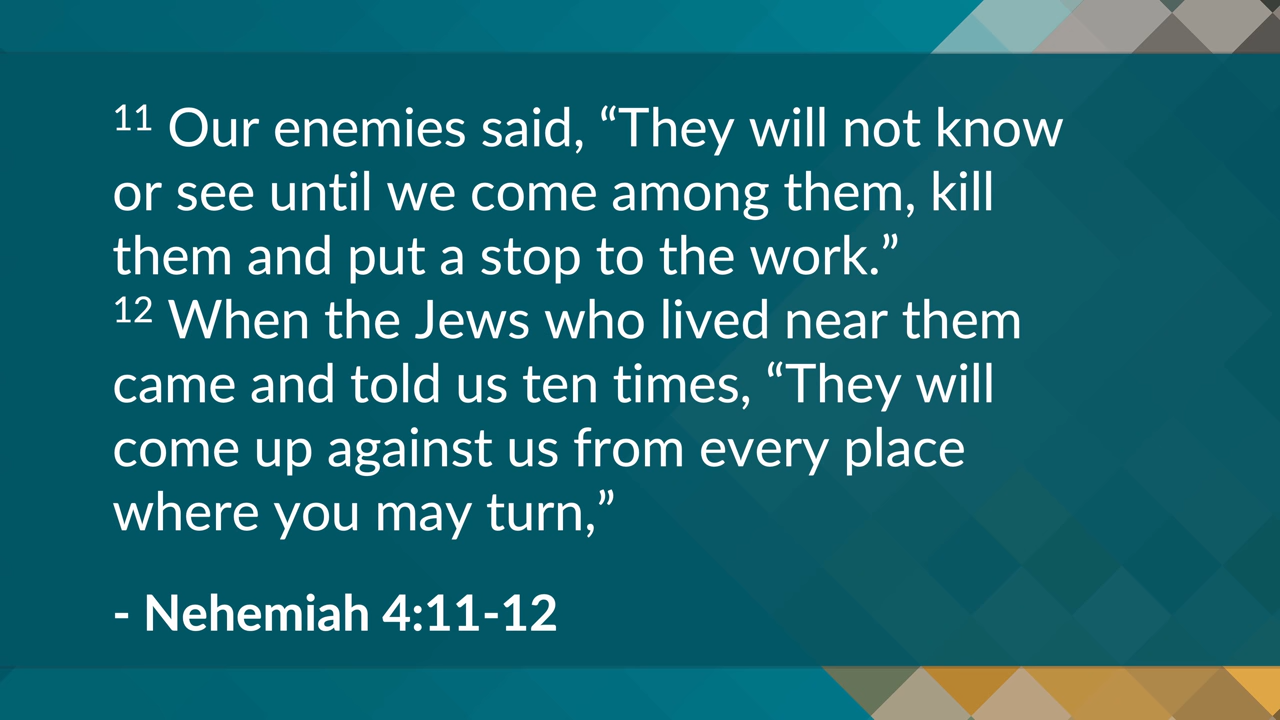 11 Our enemies said, “They will not know
or see until we come among them, kill
them and put a stop to the work.”
12 When the Jews who lived near them
came and told us ten times, “They will
come up against us from every place
where you may turn,”
- Nehemiah 4:11-12